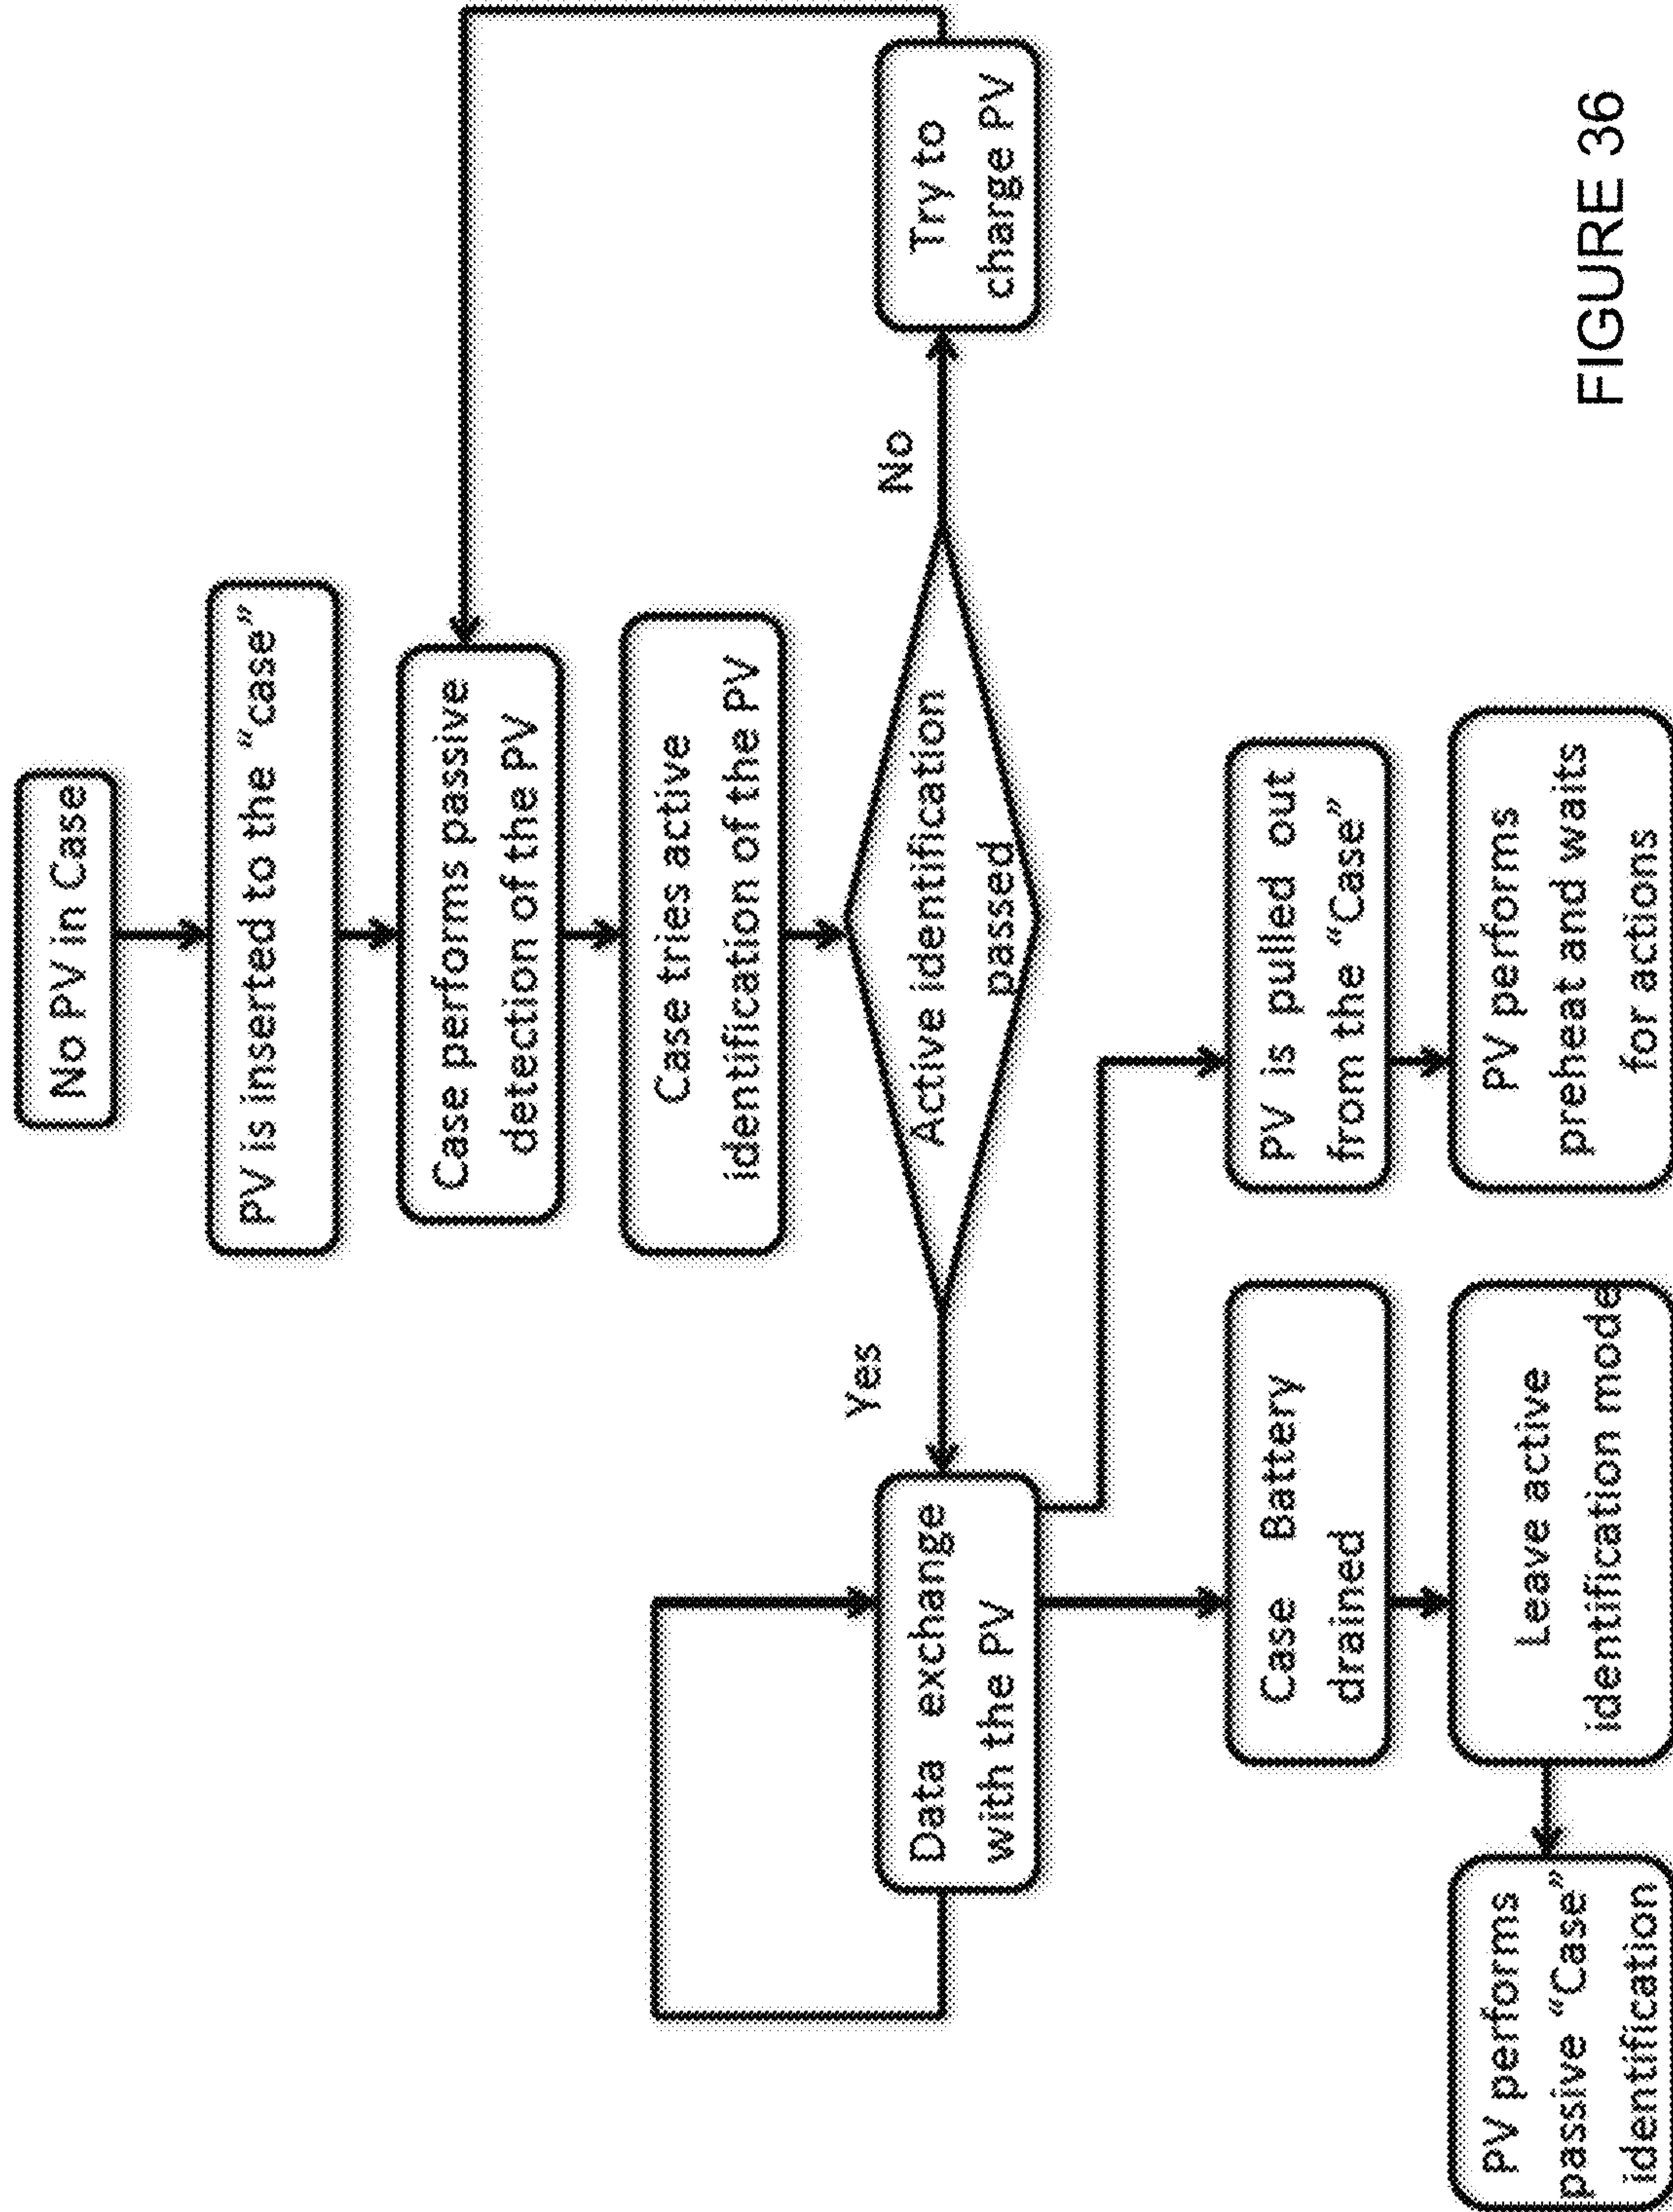 No PV in Case
PV is inserted to the “case”
Case performs passive
detection of the PV
Case tries active
identification of the PV
Active identification
passed
Yes
No
Data exchange
with the PV
Try to
charge PV
Case Battery
drained
PV is pulled out
from the “Case”
PV performs
passive “Case”
identification
Leave active
identification mode
PV performs
preheat and waits
for actions
FIGURE 36